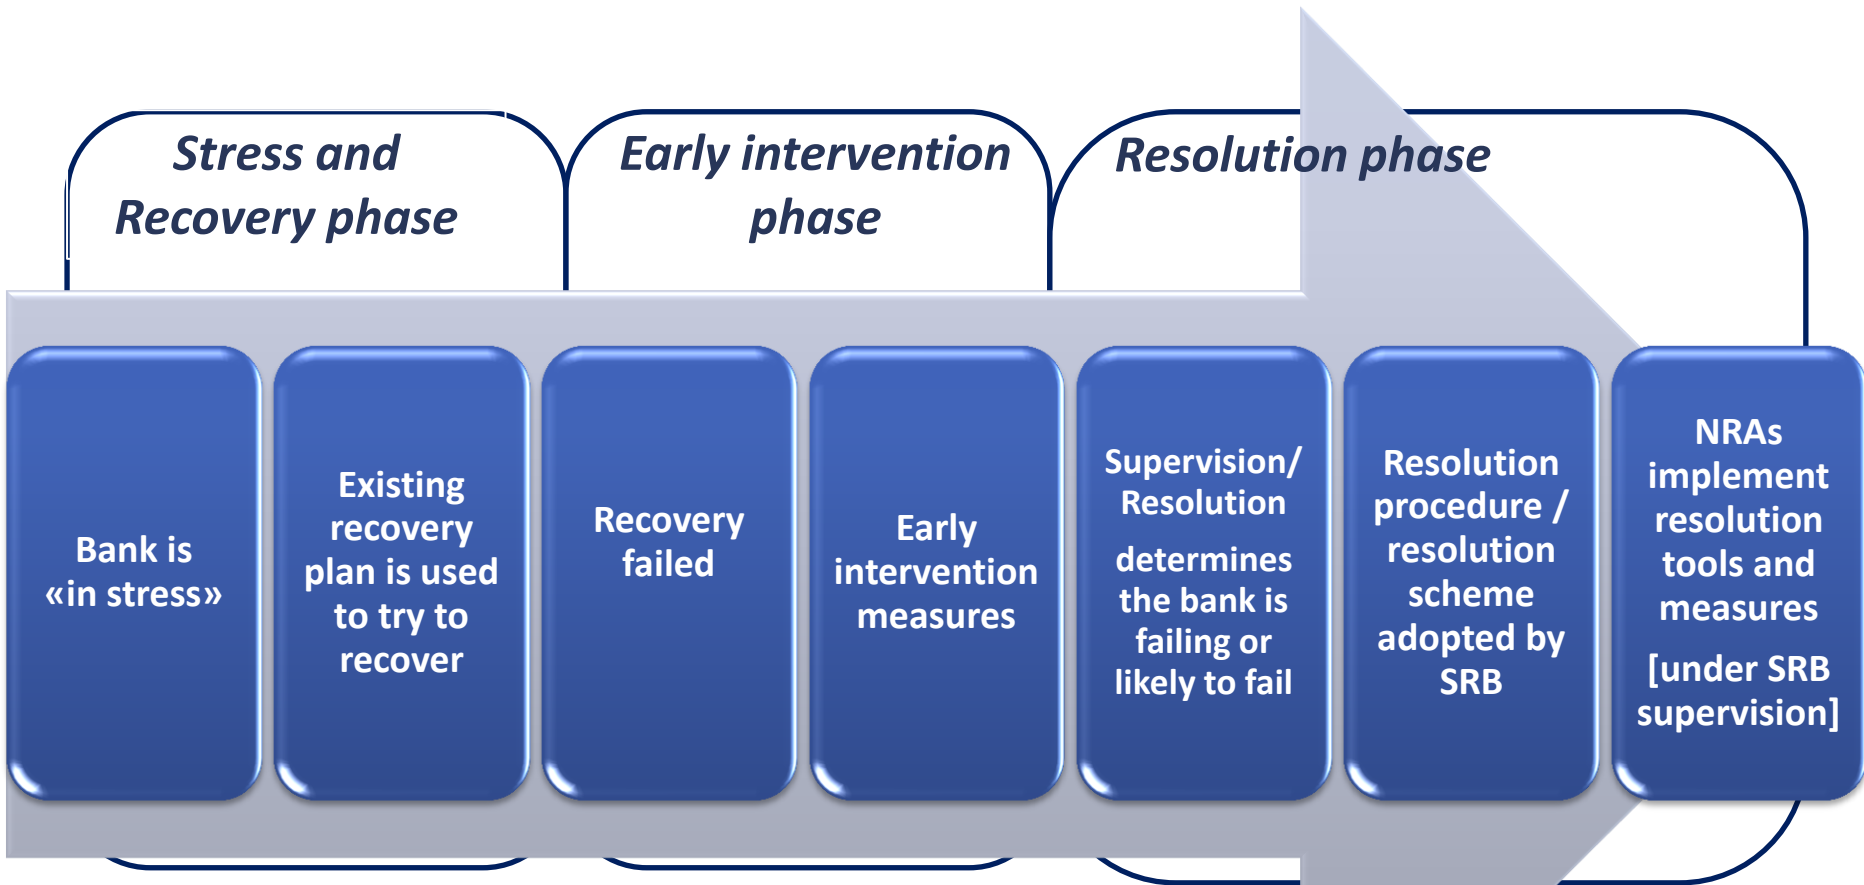 Stress and
Recovery phase
Early intervention
phase
Resolution phase
Bank is
«in stress»
Existing
recovery
plan is used
to try to
recover
Recovery
failed
Early
intervention
measures
Supervision/
Resolution
determines
the bank is
failing or
likely to fail
Resolution
procedure /
resolution
scheme
adopted by
SRB
NRAs
implement
resolution
tools and
measures
[under SRB
supervision]